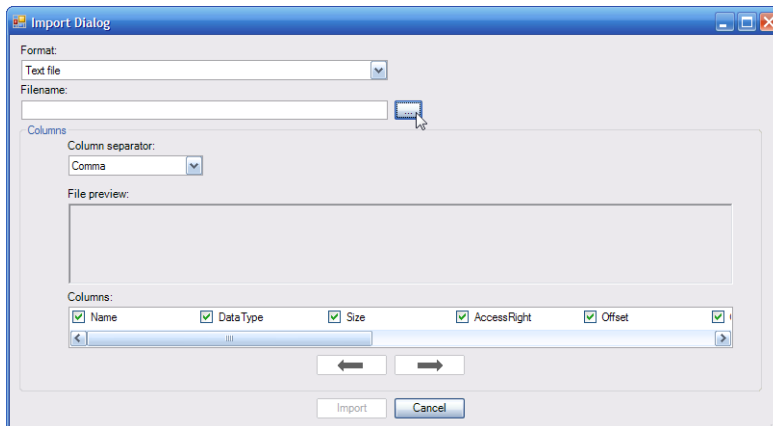 Import Dialog
Format:
Text file
Filename:
...
Columns
Column separator:
Comma
File preview:
Columns:
Name DataType Size AccessRight Offset
Import Cancel